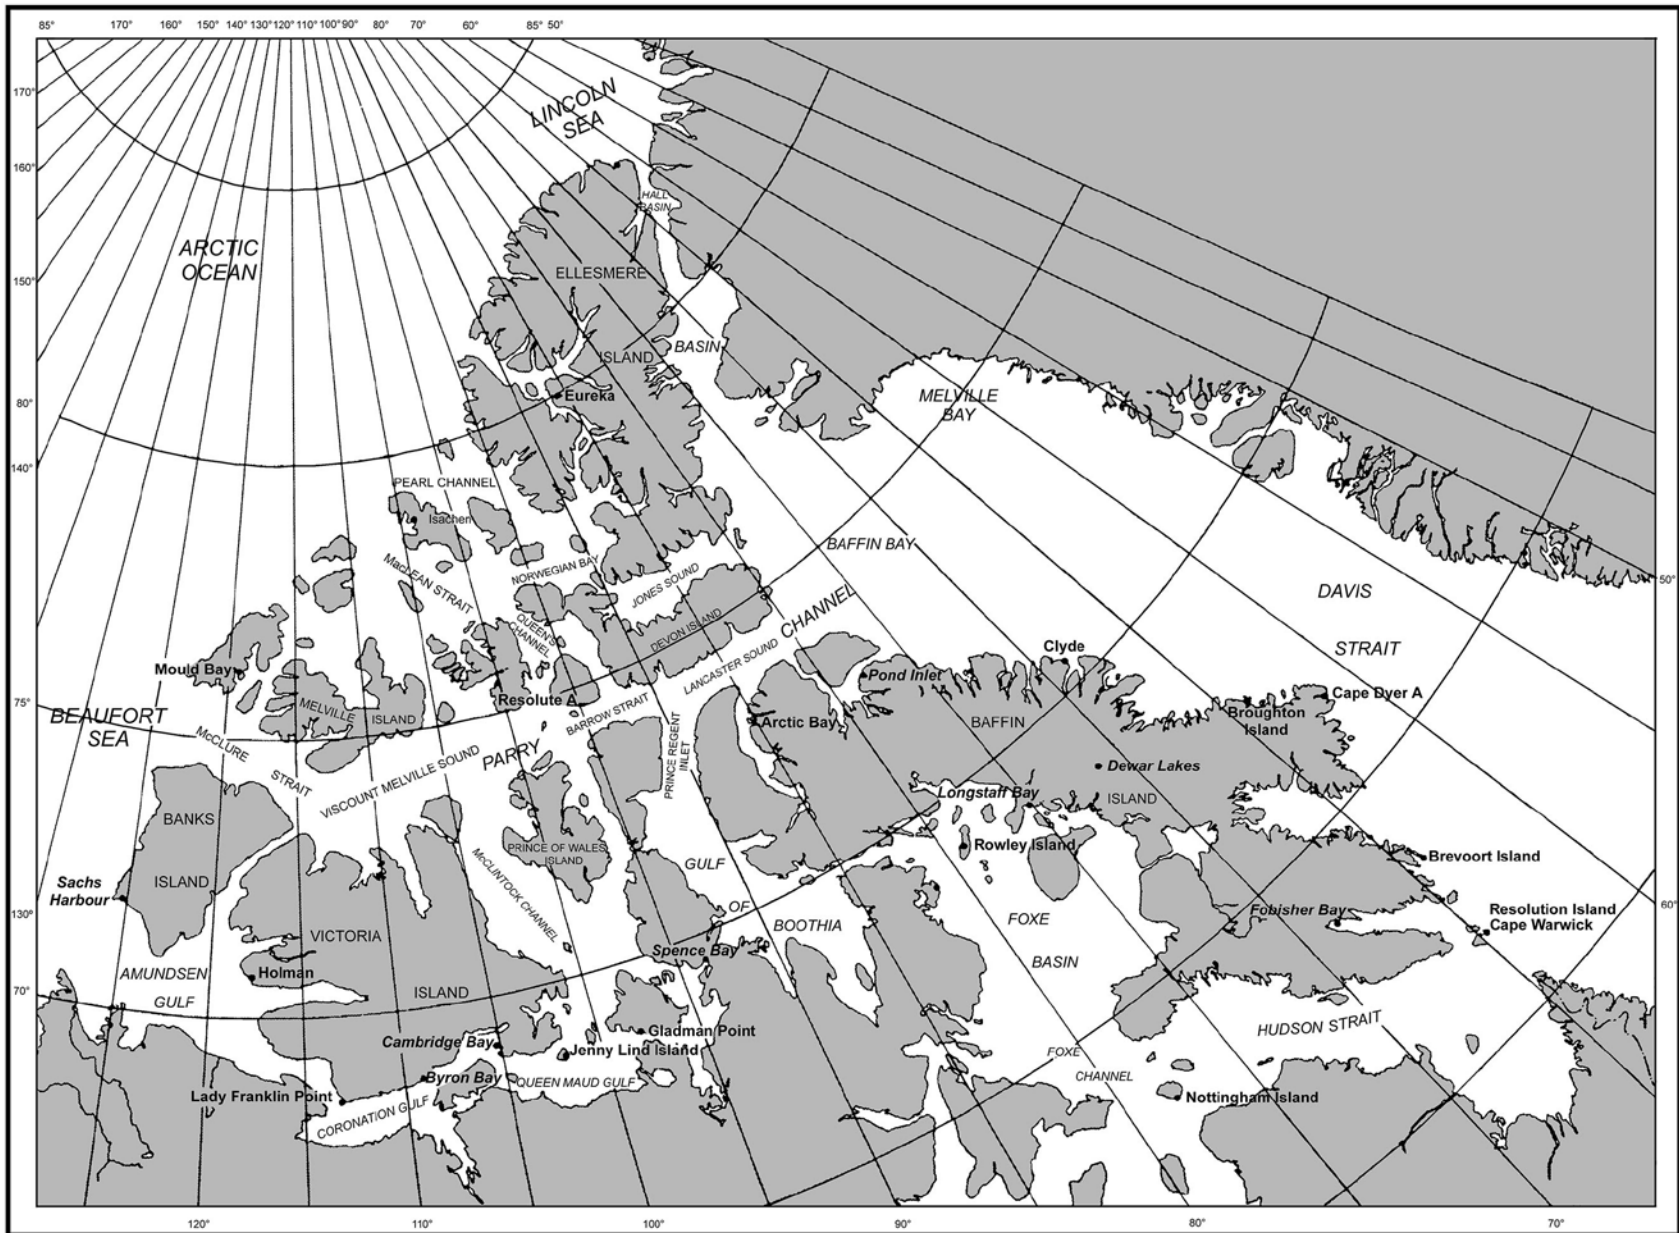 85° 170° 160° 150° 140° 130° 120° 110° 100° 90° 80° 70° 60° 85° 50°
170°
160°
150°
80°
140°
75°
130°
70°
LINCOLN
SEA
HALL
BASIN
ARCTIC
OCEAN
ELLESMERE
ISLAND
BASIN
Eureka
MELVILLE
BAY
PEARL CHANNEL
Isachen
BAFFIN BAY
MacLEAN STRAIT
NORWEGIAN BAY
JONES SOUND
50°
DAVIS
STRAIT
QUEEN'S
CHANNEL
DEVON ISLAND
CHANNEL
LANCASTER SOUND
Clyde
Mould Bay
Pond Inlet
Resolute A
Cape Dyer A
MELVILLE
ISLAND
BARROW STRAIT
Arctic Bay
BAFFIN
Broughton
Island
BEAUFORT
SEA
McCLURE
STRAIT
PARRY
PRINCE REGENT
INLET
VISCOUNT MELVILLE SOUND
Dewar Lakes
Longstaff Bay
ISLAND
BANKS
ISLAND
PRINCE OF WALES
ISLAND
Rowley Island
Brevoort Island
McCLINTOCK CHANNEL
GULF
OF
BOOTHIA
Sachs
Harbour
60°
FOXE
BASIN
Fobisher Bay
Resolution Island
Cape Warwick
VICTORIA
ISLAND
Spence Bay
AMUNDSEN
GULF
Holman
HUDSON STRAIT
Gladman Point
Cambridge Bay
Jenny Lind Island
FOXE
CHANNEL
Byron Bay
QUEEN MAUD GULF
Lady Franklin Point
CORONATION GULF
Nottingham Island
120° 110° 100° 90° 80° 70°